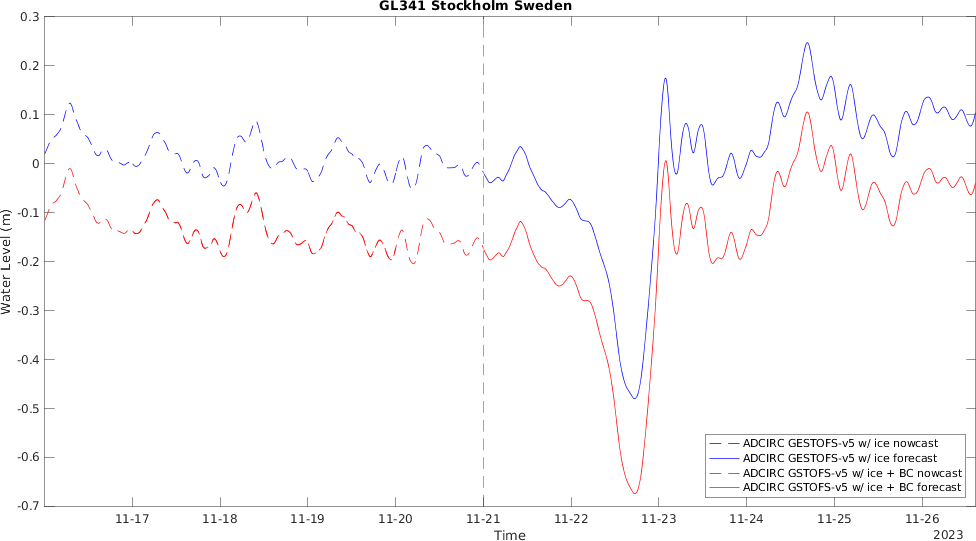 GL341 Stockholm Sweden
0.3
0.2
0.1
0
-0.1
-0.2
-0.3
-0.4
-0.5
-0.6
-0.7
Water Level (m)
ADCIRC GESTOFS-v5 w/ ice nowcast
ADCIRC GESTOFS-v5 w/ ice forecast
ADCIRC GSTOFS-v5 w/ ice + BC nowcast
ADCIRC GSTOFS-v5 w/ ice + BC forecast
11-17 11-18 11-19 11-20 11-21 11-22 11-23 11-24 11-25 11-26
Time
2023